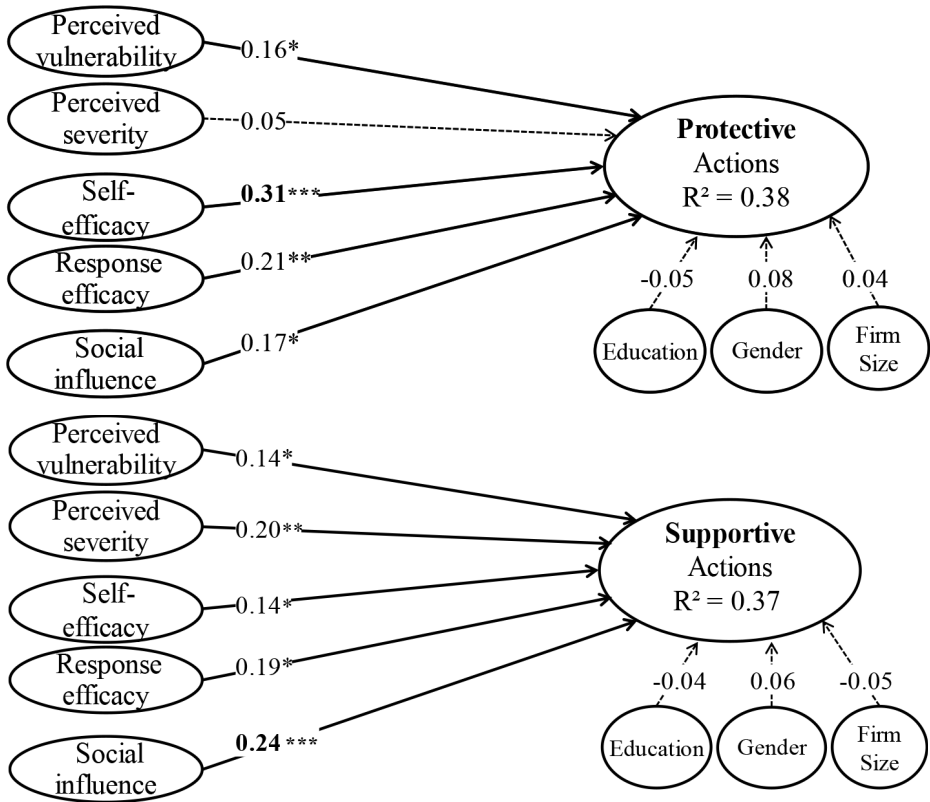 Perceived
vulnerability
0.16*
Perceived
severity
0.05
Protective
Actions
R² = 0.38
Self-
efficacy
0.31***
Response
efficacy
0.21**
-0.05
0.08
0.04
Social
influence
0.17*
Education
Gender
Firm
Size
Perceived
vulnerability
0.14*
Perceived
severity
0.20**
Supportive
Actions
R² = 0.37
Self-
efficacy
0.14*
Response
efficacy
0.19*
-0.04
0.06
-0.05
Social
influence
0.24***
Education
Gender
Firm
Size